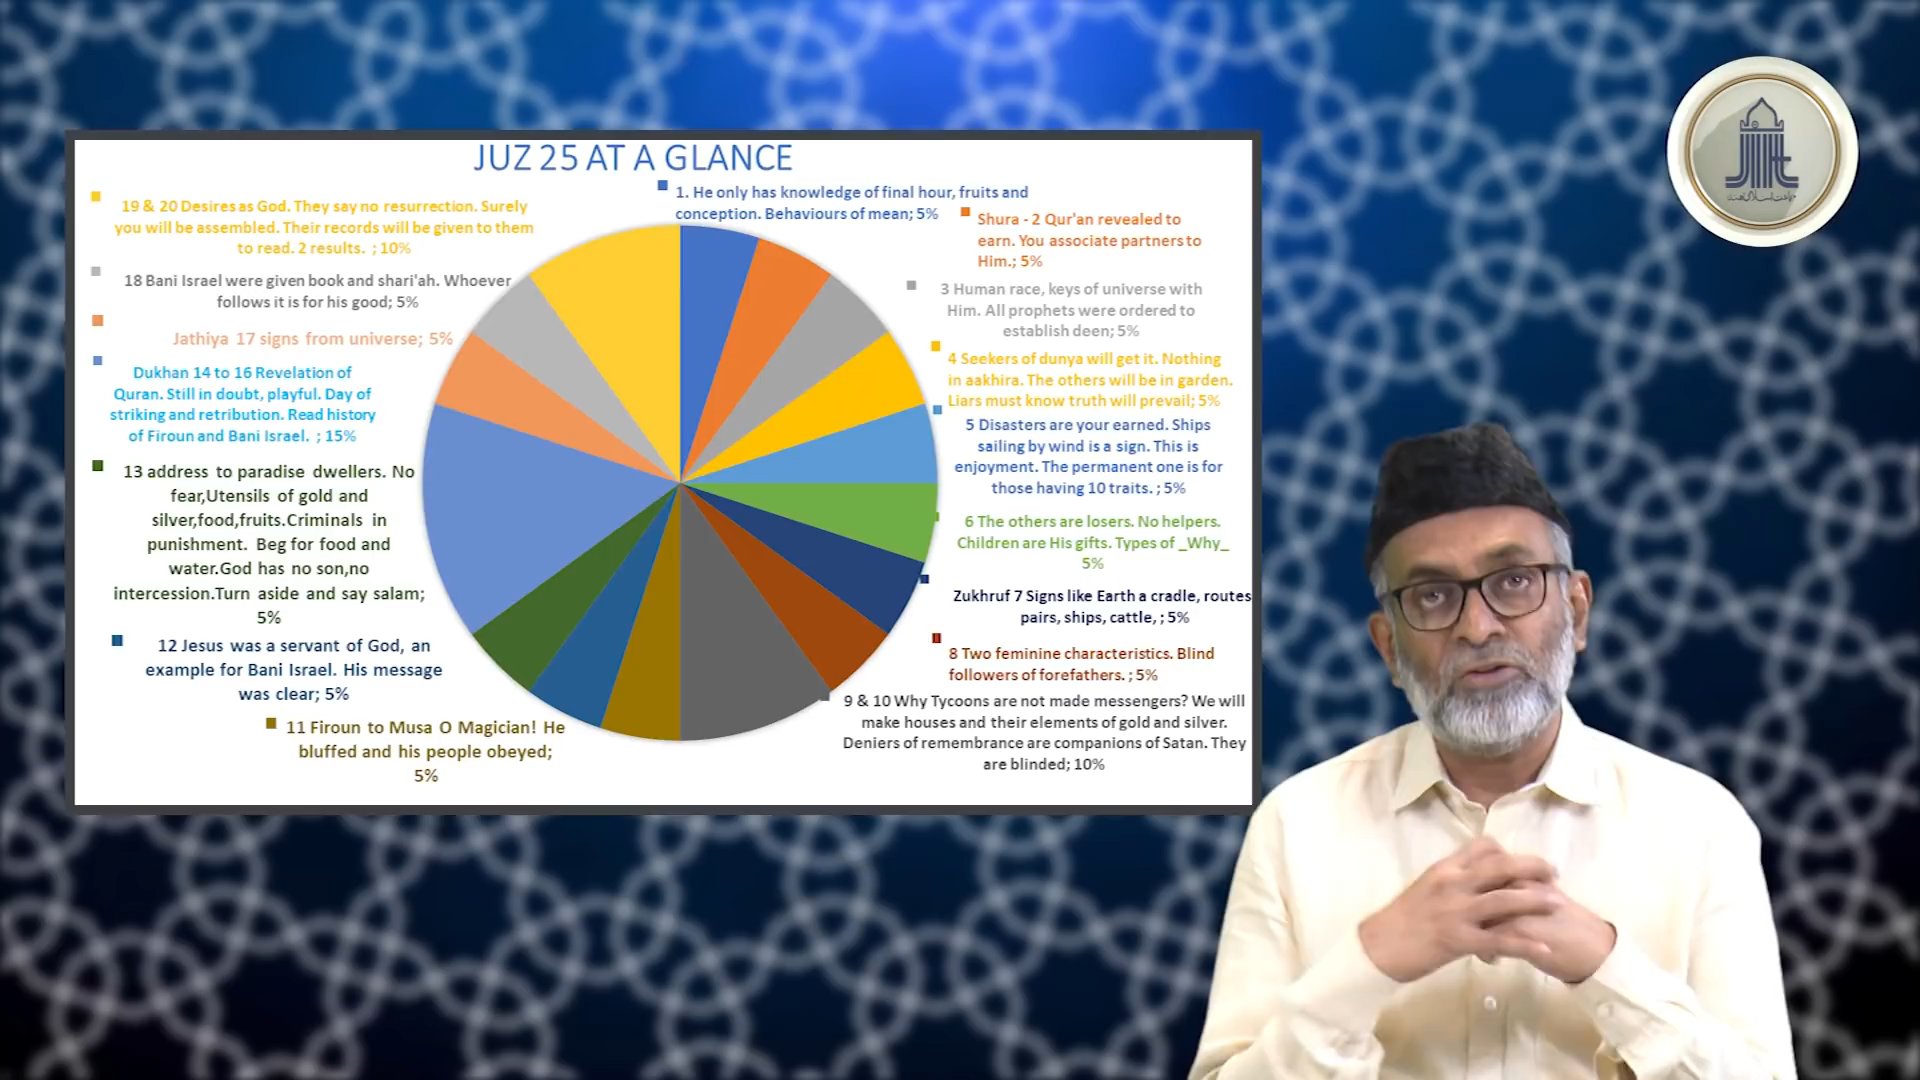 JUZ 25 AT A GLANCE
1. He only has knowledge of final hour, fruits and
conception. Behaviours of mean; 5%
Shura - 2 Qur'an revealed to
earn. You associate partners to
Him.; 5%
3 Human race, keys of universe with
Him. All prophets were ordered to
establish deen; 5%
4 Seekers of dunya will get it. Nothing
in aakhira. The others will be in garden.
Liars must know truth will prevail; 5%
5 Disasters are your earned. Ships
sailing by wind is a sign. This is
enjoyment. The permanent one is for
those having 10 traits. ; 5%
6 The others are losers. No helpers.
Children are His gifts. Types of _Why_
5%
Zukhruf 7 Signs like Earth a cradle, routes
pairs, ships, cattle, ; 5%
8 Two feminine characteristics. Blind
followers of forefathers. ; 5%
9 & 10 Why Tycoons are not made messengers? We will
make houses and their elements of gold and silver.
Deniers of remembrance are companions of Satan. They
are blinded; 10%
11 Firoun to Musa O Magician! He
bluffed and his people obeyed;
5%
12 Jesus was a servant of God, an
example for Bani Israel. His message
was clear; 5%
13 address to paradise dwellers. No
fear,Utensils of gold and
silver,food,fruits.Criminals in
punishment. Beg for food and
water.God has no son,no
intercession.Turn aside and say salam;
5%
Dukhan 14 to 16 Revelation of
Quran. Still in doubt, playful. Day of
striking and retribution. Read history
of Firoun and Bani Israel. ; 15%
Jathiya 17 signs from universe; 5%
18 Bani Israel were given book and shari'ah. Whoever
follows it is for his good; 5%
19 & 20 Desires as God. They say no resurrection. Surely
you will be assembled. Their records will be given to them
to read. 2 results. ; 10%